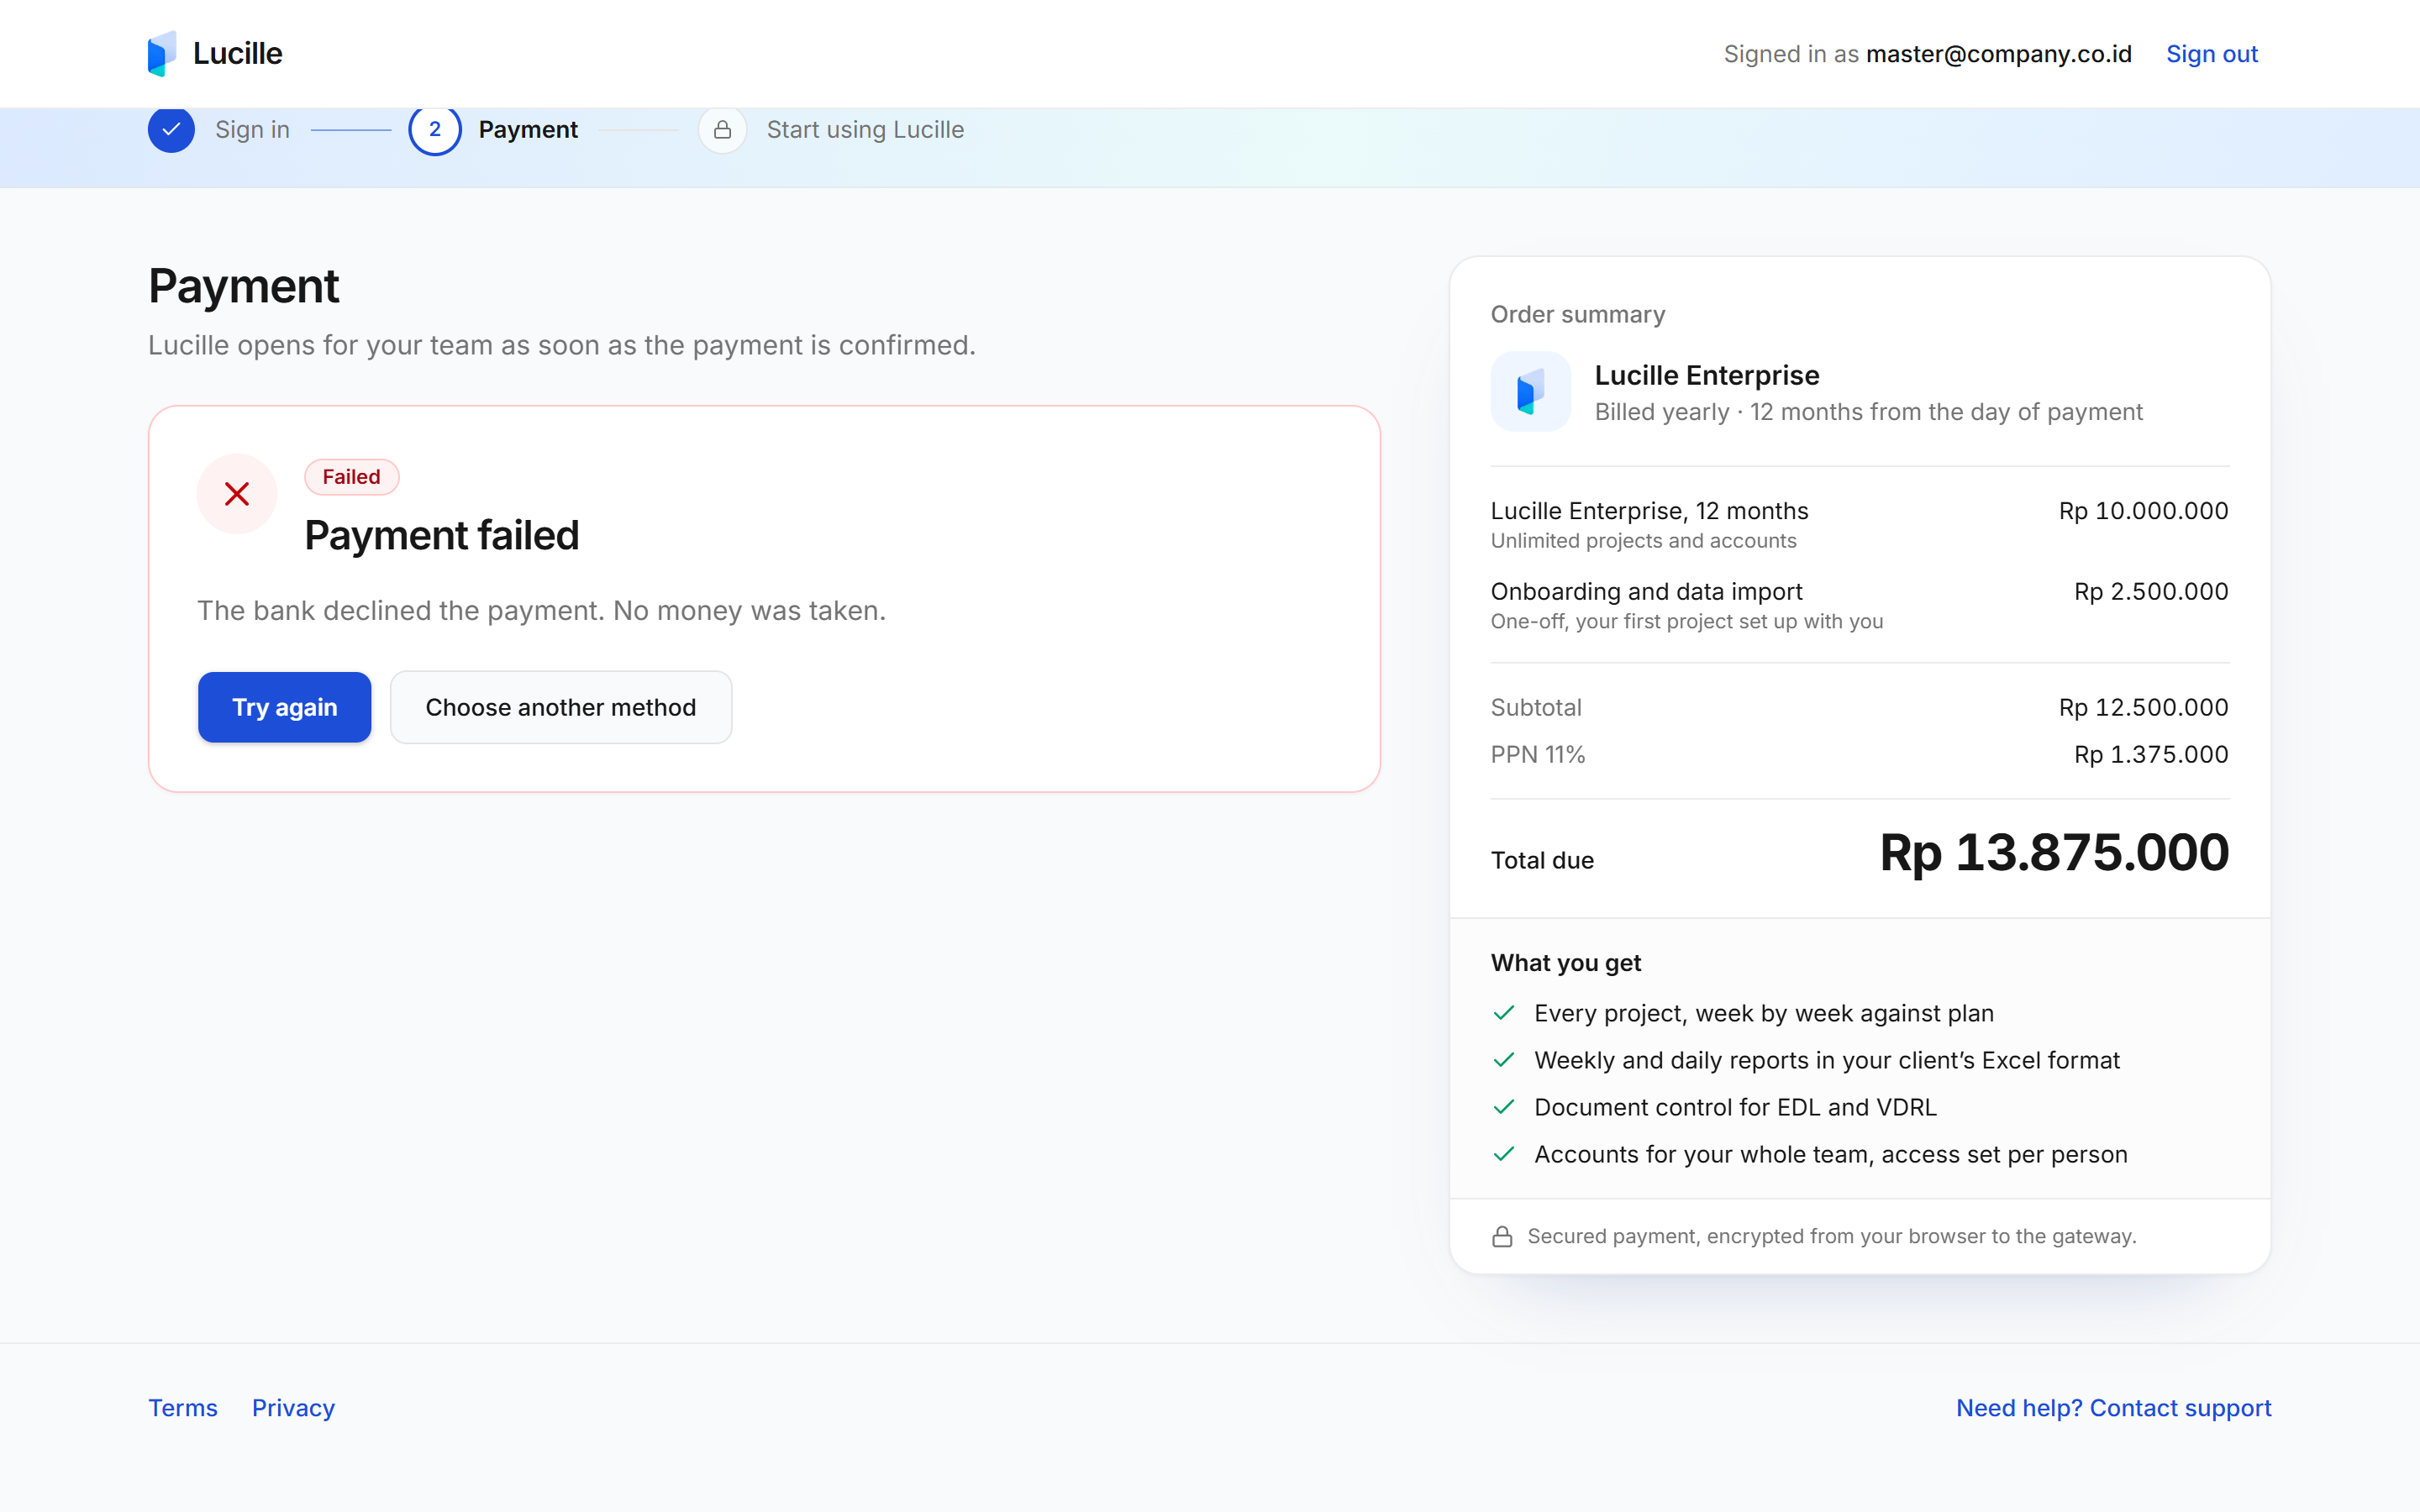 Lucille
Signed in as master@company.co.id
Sign out
Sign in
2
Payment
Start using Lucille
Payment
Lucille opens for your team as soon as the payment is confirmed.
Failed
Payment failed
The bank declined the payment. No money was taken.
Try again
Choose another method
Order summary
Lucille Enterprise
Billed yearly · 12 months from the day of payment
Lucille Enterprise, 12 months
Rp 10.000.000
Unlimited projects and accounts
Onboarding and data import
Rp 2.500.000
One-off, your first project set up with you
Subtotal
Rp 12.500.000
PPN 11%
Rp 1.375.000
Total due
Rp 13.875.000
What you get
Every project, week by week against plan
Weekly and daily reports in your client’s Excel format
Document control for EDL and VDRL
Accounts for your whole team, access set per person
Secured payment, encrypted from your browser to the gateway.
Terms
Privacy
Need help? Contact support